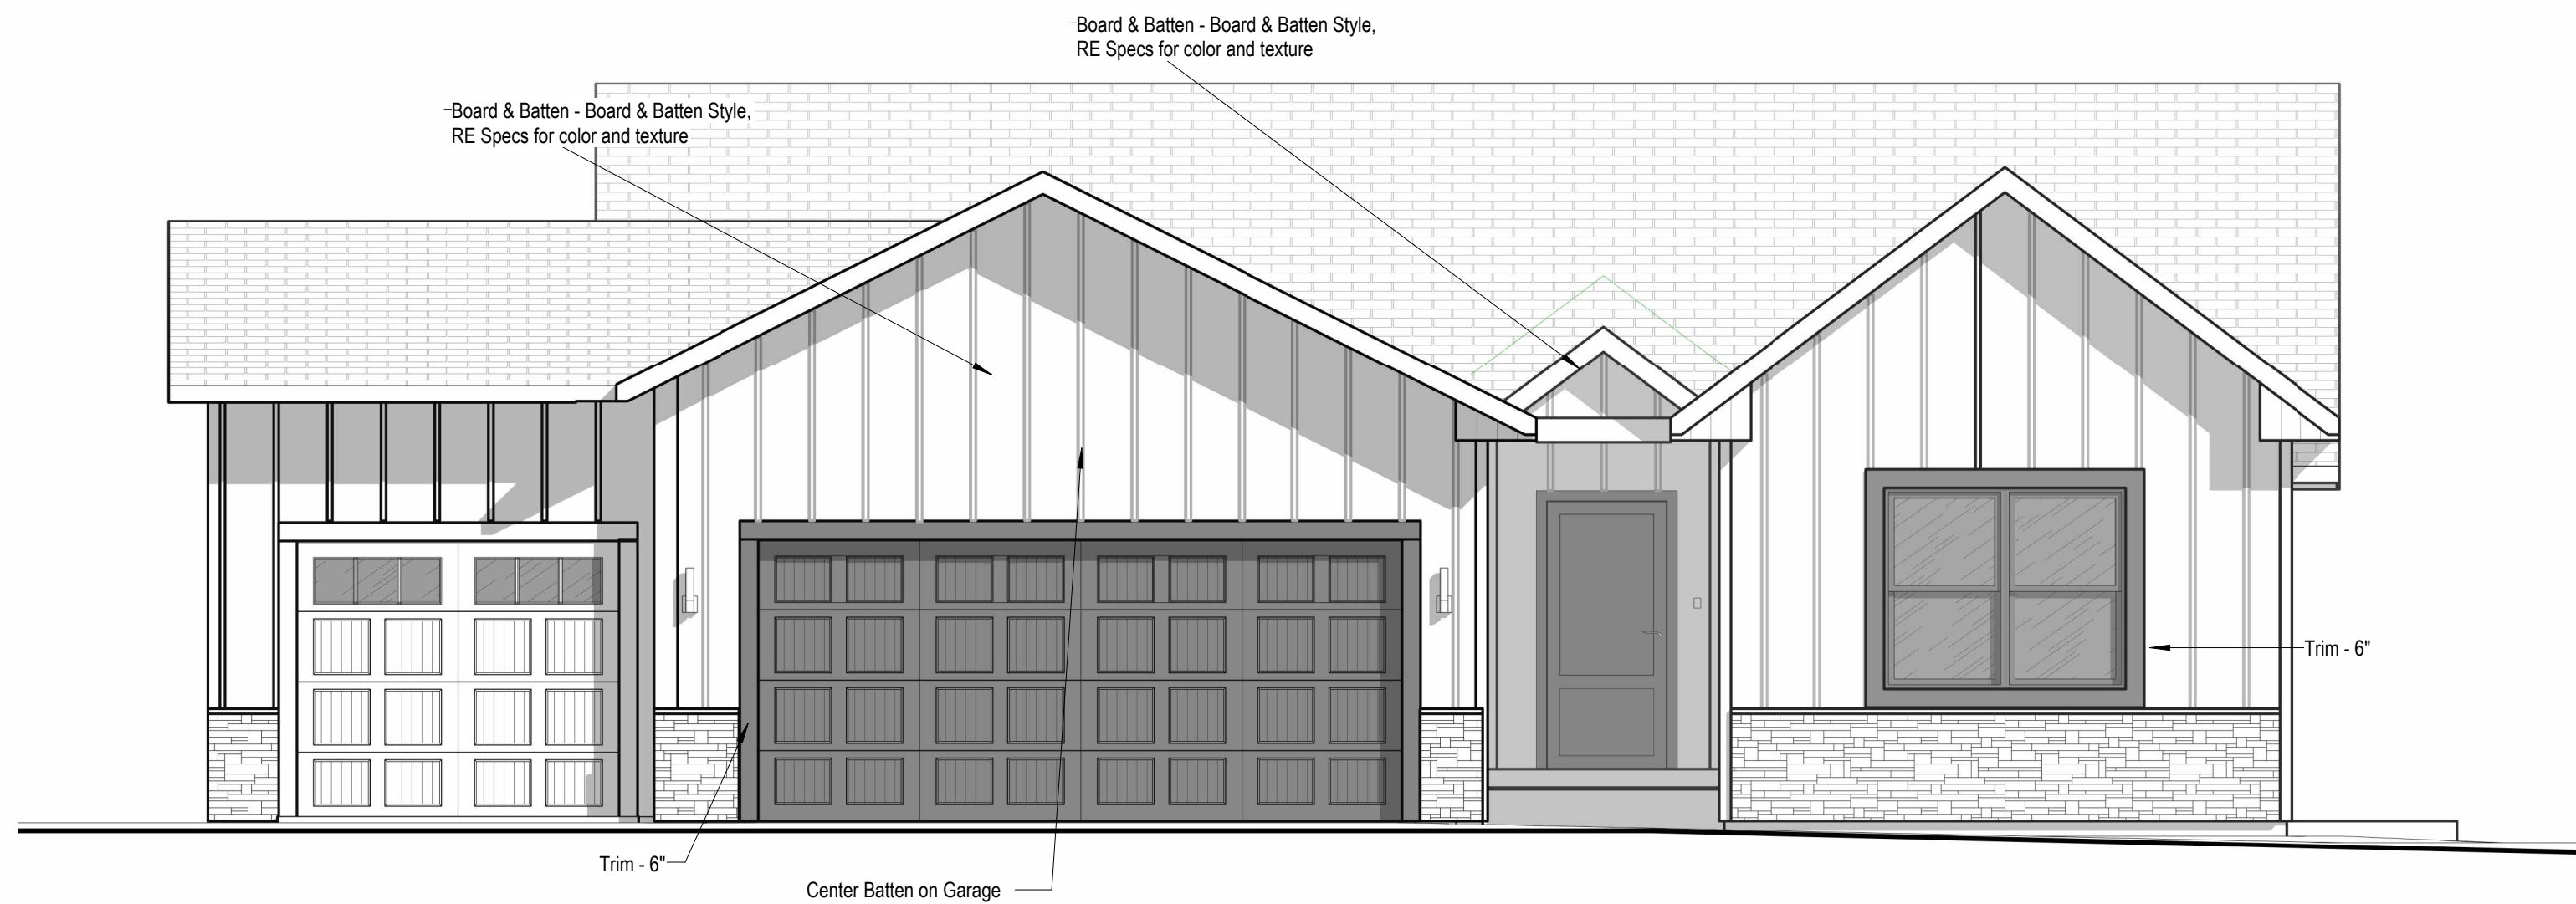 Board & Batten - Board & Batten Style,
RE Specs for color and texture
Board & Batten - Board & Batten Style,
RE Specs for color and texture
Trim - 6"
Trim - 6"
Center Batten on Garage